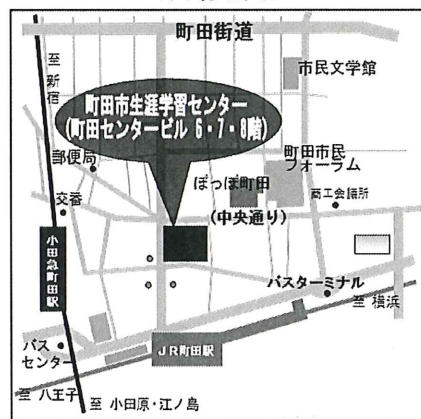 町田街道
至 新宿
市民文学館
町田市生涯学習センター
(町田センタービル 6・7・8階)
郵便局
町田市民
フォーラム
ぽっぽ町田
商工会議所
交番
(中央通り)
小田急町田駅
バスターミナル
至 横浜
バス
センター
JR町田駅
至 八王子
至 小田原・江ノ島